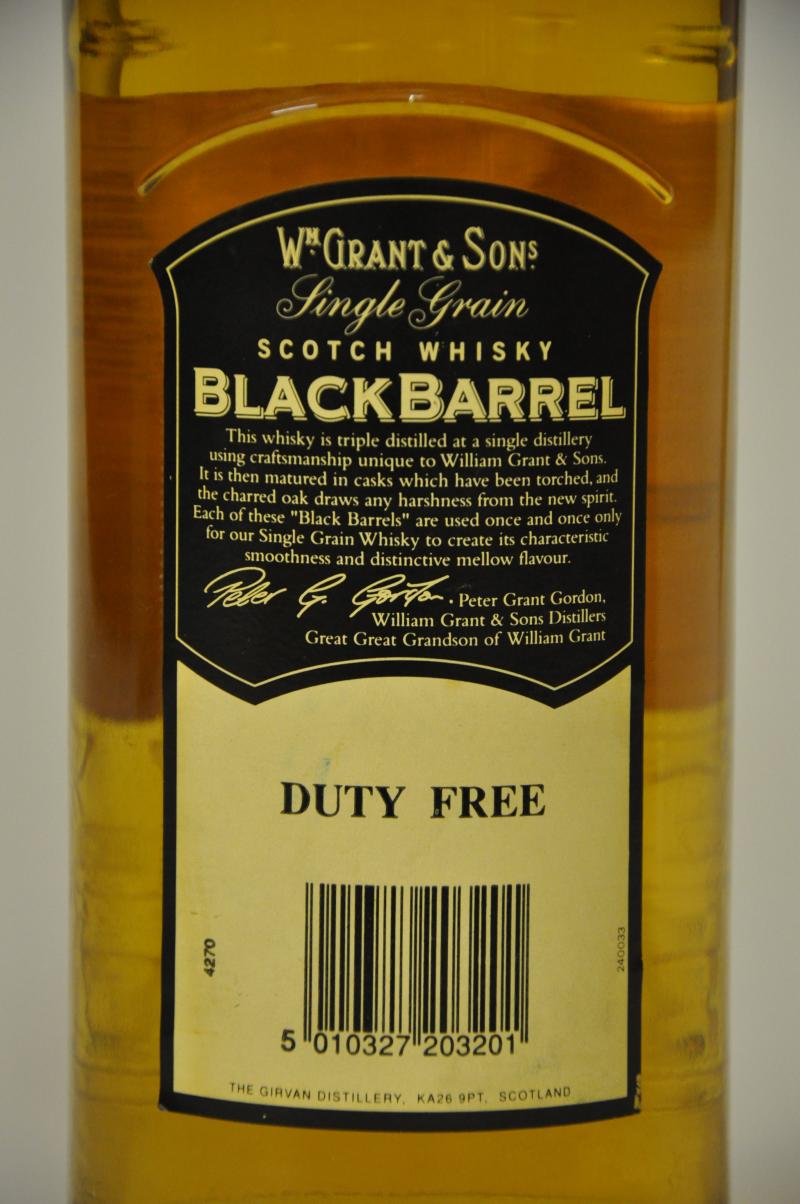 Wᴹ. GRANT & SONS
Single Grain
SCOTCH WHISKY
BLACK BARREL
This whisky is triple distilled at a single distillery
using craftsmanship unique to William Grant & Sons.
It is then matured in casks which have been torched, and
the charred oak draws any harshness from the new spirit.
Each of these "Black Barrels" are used once and once only
for our Single Grain Whisky to create its characteristic
smoothness and distinctive mellow flavour.
Peter G. Gordon. Peter Grant Gordon,
William Grant & Sons Distillers
Great Great Grandson of William Grant
DUTY FREE
4270
240033
5 010327 203201
THE GIRVAN DISTILLERY, KA26 9PT, SCOTLAND